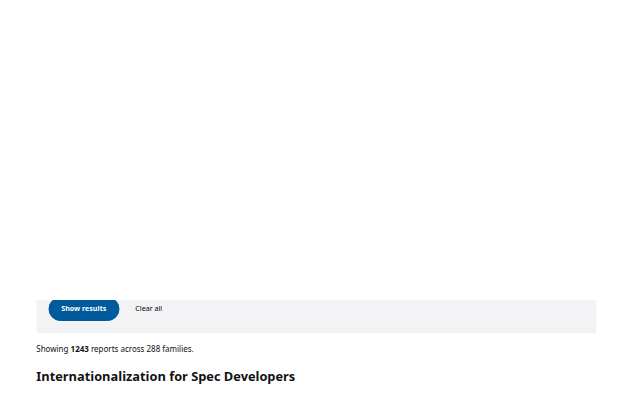 Show results Clear all
Showing 1243 reports across 288 families.
Internationalization for Spec Developers